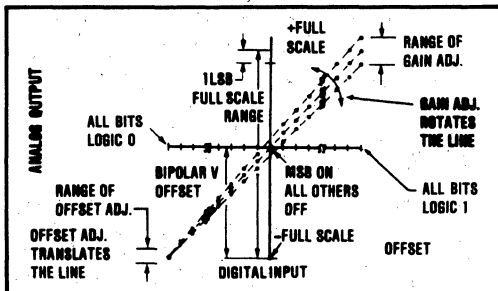 +FULL
SCALE
RANGE OF
GAIN ADJ.
1LSB
FULL SCALE
RANGE
GAIN ADJ.
ROTATES
THE LINE
ALL BITS
LOGIC 0
ANALOG OUTPUT
BIPOLAR V
OFFSET
MSB ON
ALL OTHERS
OFF
ALL BITS
LOGIC 1
RANGE OF
OFFSET ADJ.
OFFSET ADJ.
TRANSLATES
THE LINE
-FULL SCALE
OFFSET
DIGITAL INPUT